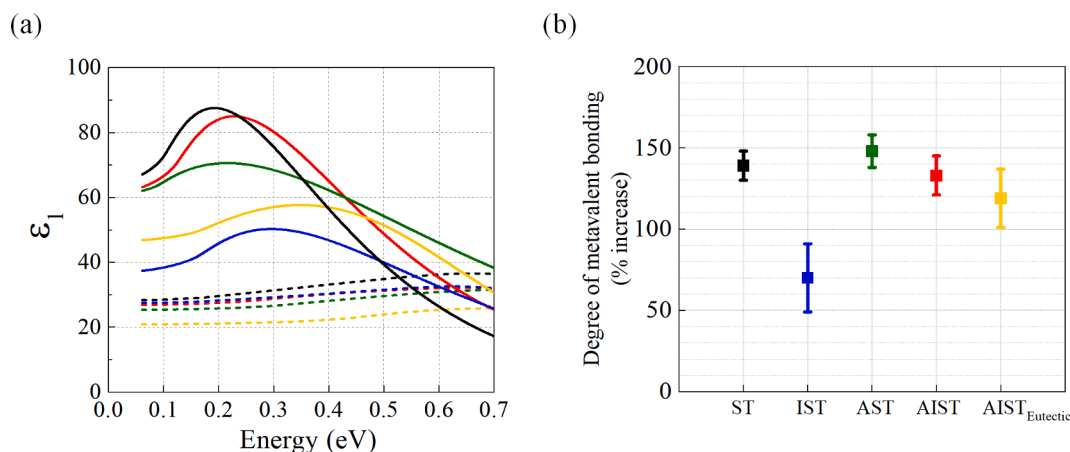 (a)
(b)
100
80
60
40
20
0
ε₁
0.0 0.1 0.2 0.3 0.4 0.5 0.6 0.7
Energy (eV)
200
150
100
50
0
Degree of metavalent bonding
(% increase)
ST IST AST AIST AIST_Eutectic